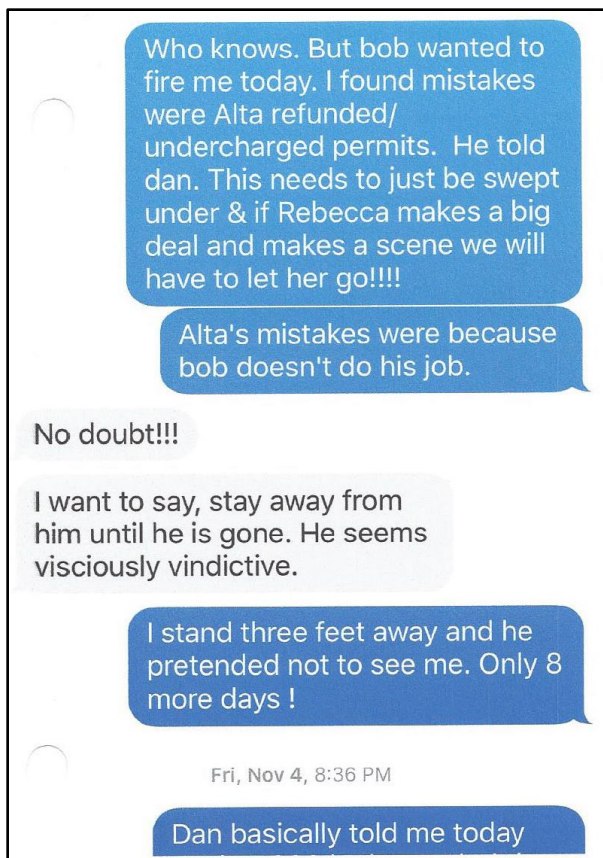 Who knows. But bob wanted to
fire me today. I found mistakes
were Alta refunded/
undercharged permits.  He told
dan. This needs to just be swept
under & if Rebecca makes a big
deal and makes a scene we will
have to let her go!!!!
Alta's mistakes were because
bob doesn't do his job.
No doubt!!!
I want to say, stay away from
him until he is gone. He seems
visciously vindictive.
I stand three feet away and he
pretended not to see me. Only 8
more days !
Fri, Nov 4, 8:36 PM
Dan basically told me today